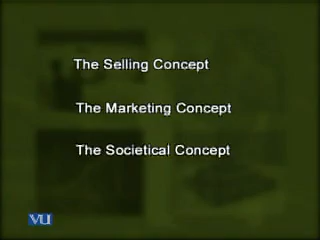 The Selling Concept
The Marketing Concept
The Societical Concept
VU